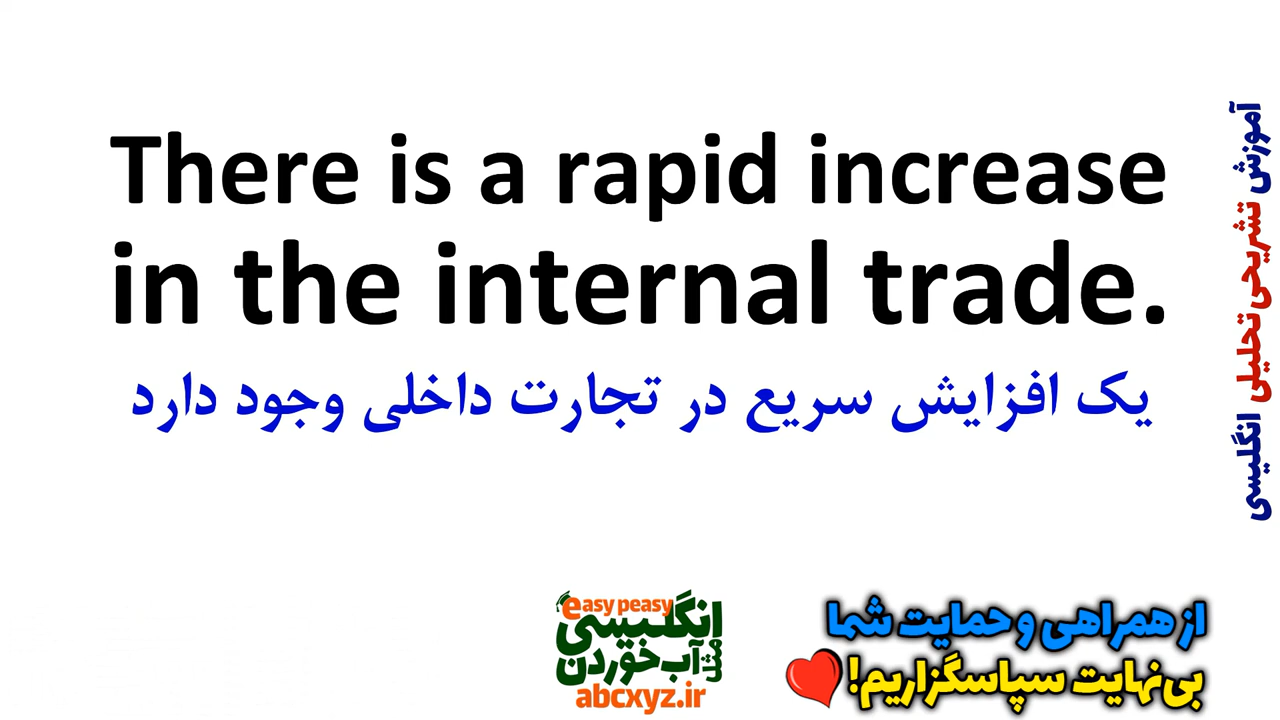 There is a rapid increase
in the internal trade.
یک افزایش سریع در تجارت داخلی وجود دارد
آموزش تشریحی تحلیلی انگلیسی
easy peasy
انگلیسی
مثل آب خوردن
abcxyz.ir
از همراهی و حمایت شما
بی‌نهایت سپاسگزاریم!